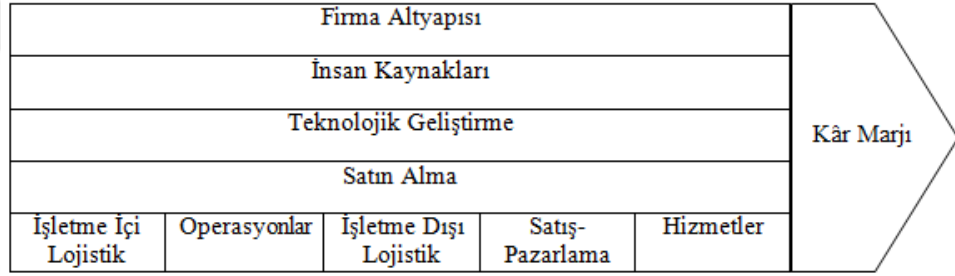 Firma Altyapısı
İnsan Kaynakları
Teknolojik Geliştirme
Satın Alma
Kâr Marjı
İşletme İçi
Lojistik
Operasyonlar
İşletme Dışı
Lojistik
Satış-
Pazarlama
Hizmetler